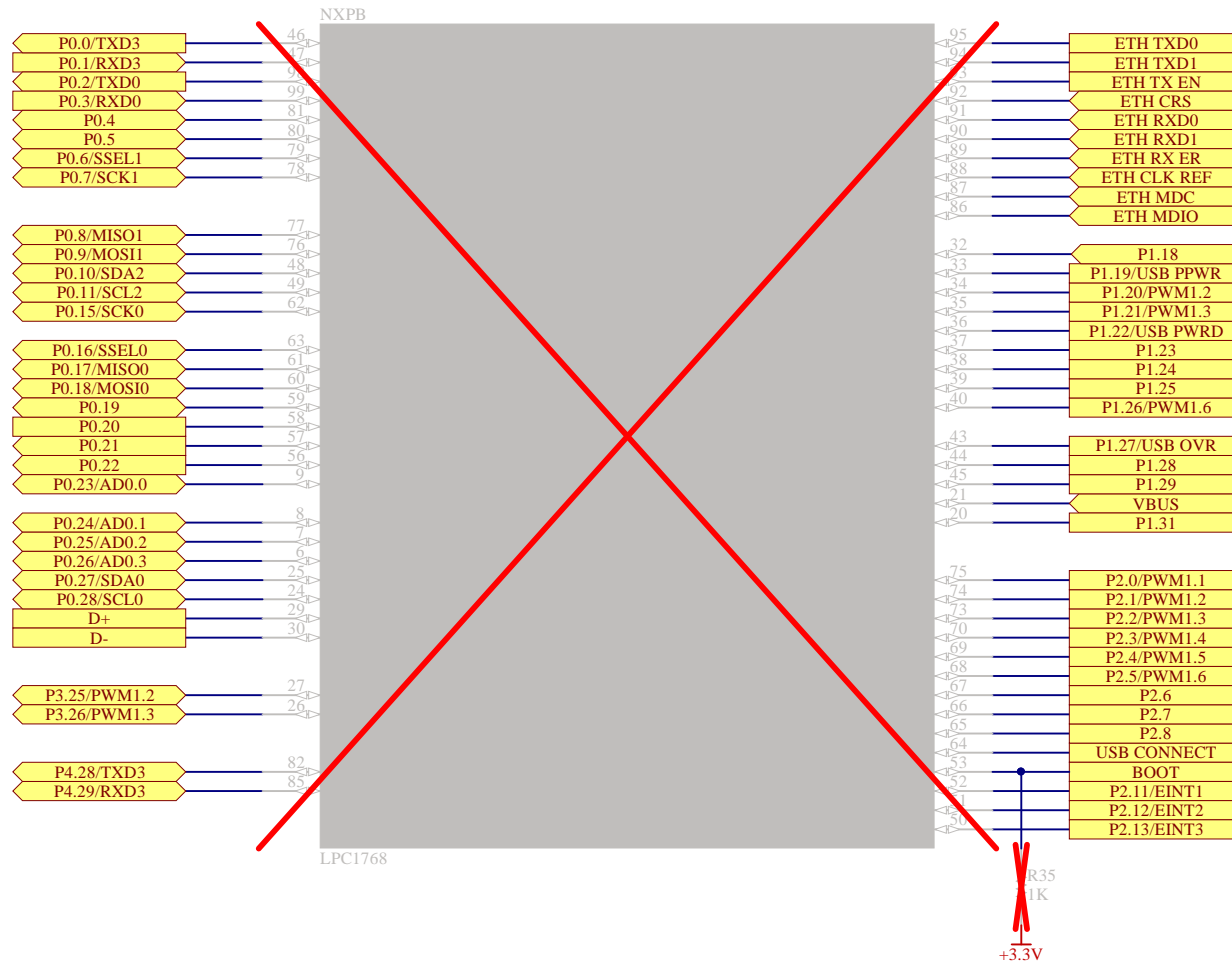 NXPB
P0.0/TXD3 46
P0.1/RXD3 47
P0.2/TXD0
P0.3/RXD0 99
P0.4 81
P0.5 80
P0.6/SSEL1 79
P0.7/SCK1 78
P0.8/MISO1 77
P0.9/MOSI1 76
P0.10/SDA2 48
P0.11/SCL2 49
P0.15/SCK0 62
P0.16/SSEL0 63
P0.17/MISO0 61
P0.18/MOSI0 60
P0.19 59
P0.20 58
P0.21 57
P0.22 56
P0.23/AD0.0 9
P0.24/AD0.1 8
P0.25/AD0.2 7
P0.26/AD0.3 6
P0.27/SDA0 25
P0.28/SCL0 24
D+ 29
D- 30
P3.25/PWM1.2 27
P3.26/PWM1.3 26
P4.28/TXD3 82
P4.29/RXD3 85
LPC1768
95 ETH TXD0
94 ETH TXD1
ETH TX EN
92 ETH CRS
91 ETH RXD0
90 ETH RXD1
89 ETH RX ER
88 ETH CLK REF
87 ETH MDC
86 ETH MDIO
32 P1.18
33 P1.19/USB PPWR
34 P1.20/PWM1.2
35 P1.21/PWM1.3
36 P1.22/USB PWRD
37 P1.23
38 P1.24
39 P1.25
40 P1.26/PWM1.6
43 P1.27/USB OVR
44 P1.28
45 P1.29
21 VBUS
20 P1.31
75 P2.0/PWM1.1
74 P2.1/PWM1.2
73 P2.2/PWM1.3
70 P2.3/PWM1.4
69 P2.4/PWM1.5
68 P2.5/PWM1.6
67 P2.6
66 P2.7
65 P2.8
64 USB CONNECT
53 BOOT
52 P2.11/EINT1
P2.12/EINT2
50 P2.13/EINT3
R35
1K
+3.3V